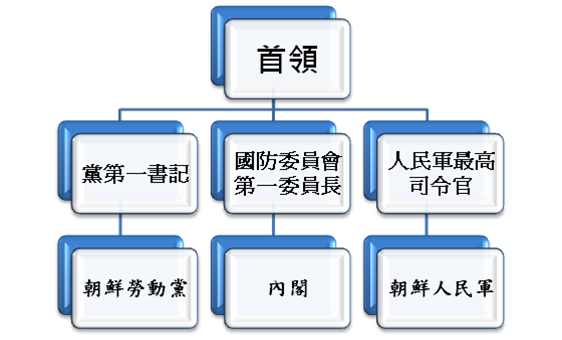 首領
黨第一書記
國防委員會
第一委員長
人民軍最高
司令官
朝鮮勞動黨
內閣
朝鮮人民軍